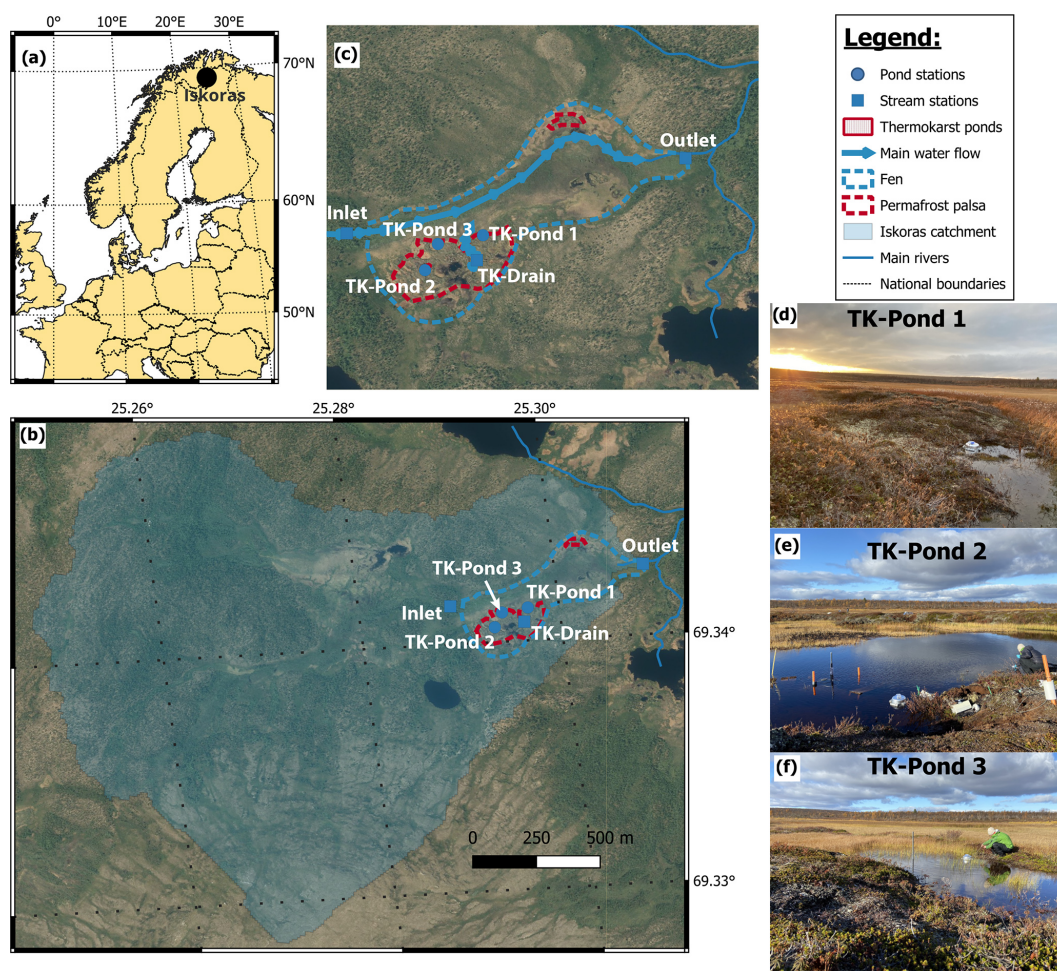 0° 10°E 20°E 30°E
(a)
70°N
Iskoras
60°N
50°N
(c)
Outlet
Inlet
TK-Pond 3
TK-Pond 1
TK-Drain
TK-Pond 2
Legend:
Pond stations
Stream stations
Thermokarst ponds
Main water flow
Fen
Permafrost palsa
Iskoras catchment
Main rivers
National boundaries
(d)
TK-Pond 1
25.26° 25.28° 25.30°
(b)
Outlet
TK-Pond 3
TK-Pond 1
Inlet
TK-Drain
TK-Pond 2
69.34°
0 250 500 m
69.33°
(e)
TK-Pond 2
(f)
TK-Pond 3